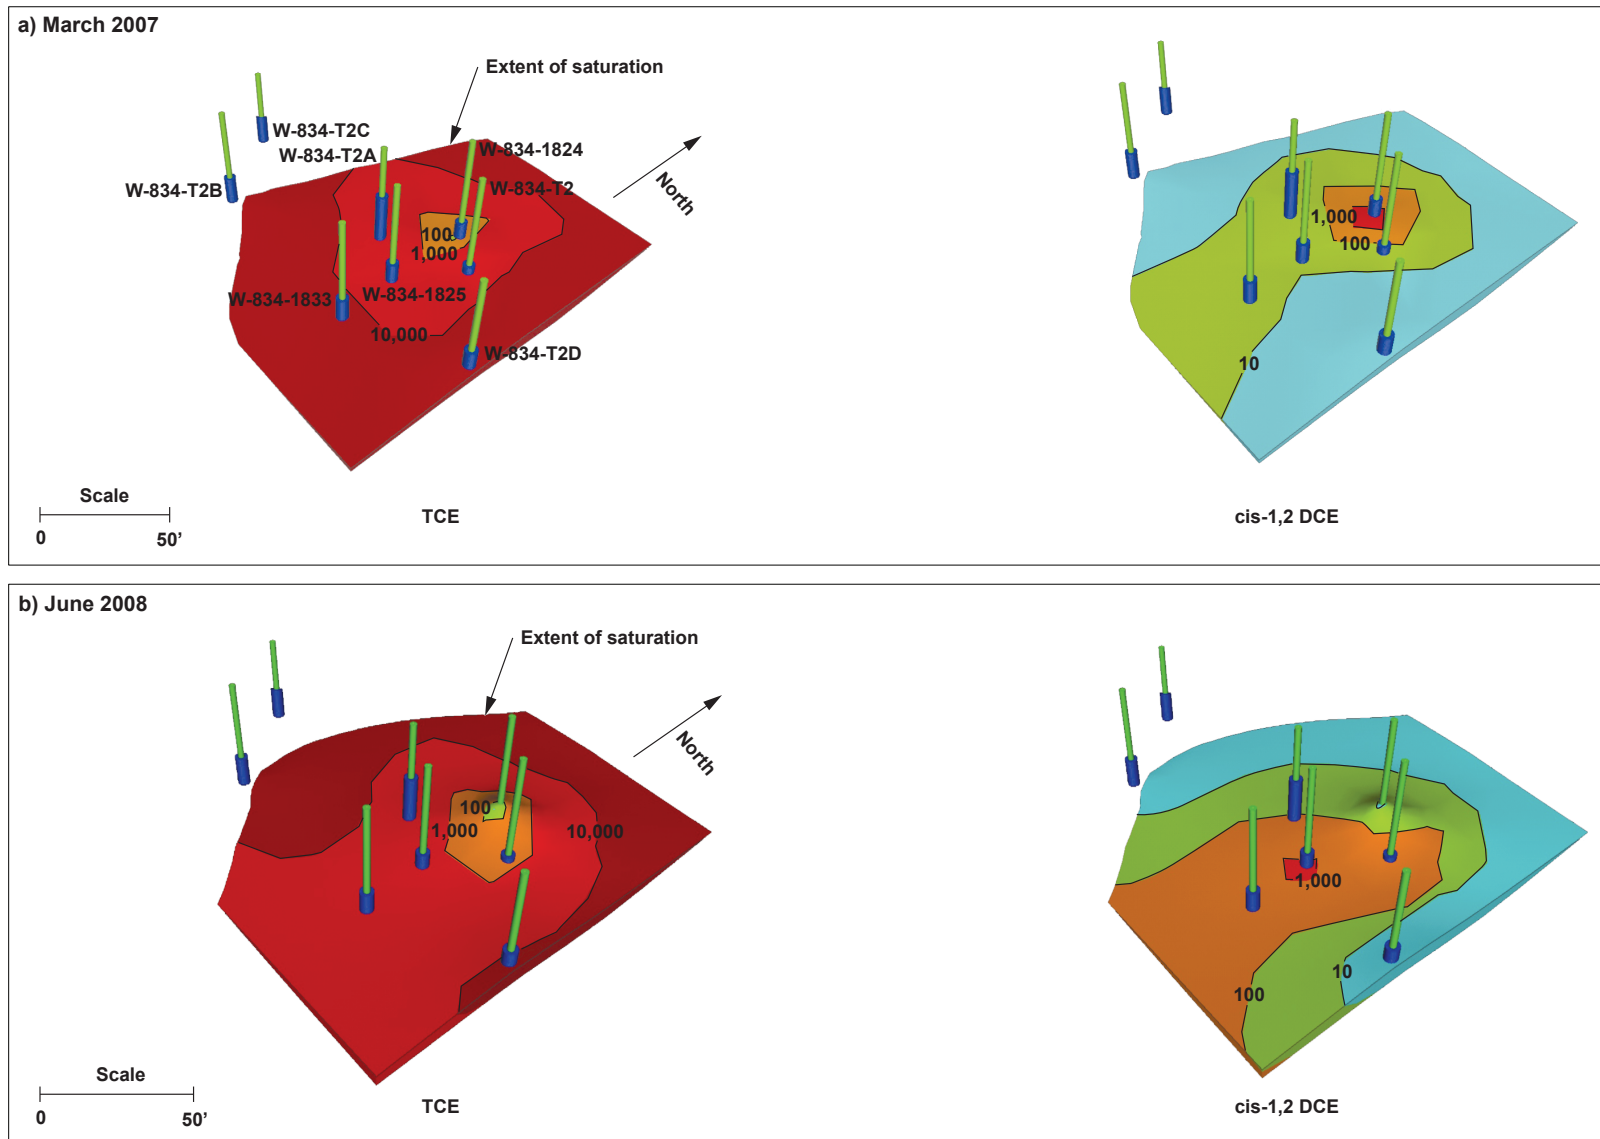 a) March 2007
Extent of saturation
W-834-T2C
W-834-T2A
W-834-1824
W-834-T2B
W-834-T2
North
100
1,000
W-834-1833
W-834-1825
10,000
W-834-T2D
1,000
100
10
Scale
0 50’
TCE
cis-1,2 DCE
b) June 2008
Extent of saturation
North
100
1,000
10,000
1,000
10
100
Scale
0 50’
TCE
cis-1,2 DCE